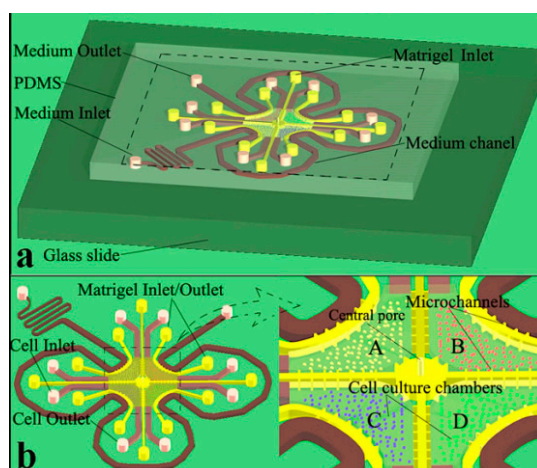 Medium Outlet
Matrigel Inlet
PDMS
Medium Inlet
Medium chanel
a
Glass slide
Matrigel Inlet/Outlet
Microchannels
Central pore
Cell Inlet
A
B
Cell culture chambers
C
D
Cell Outlet
b